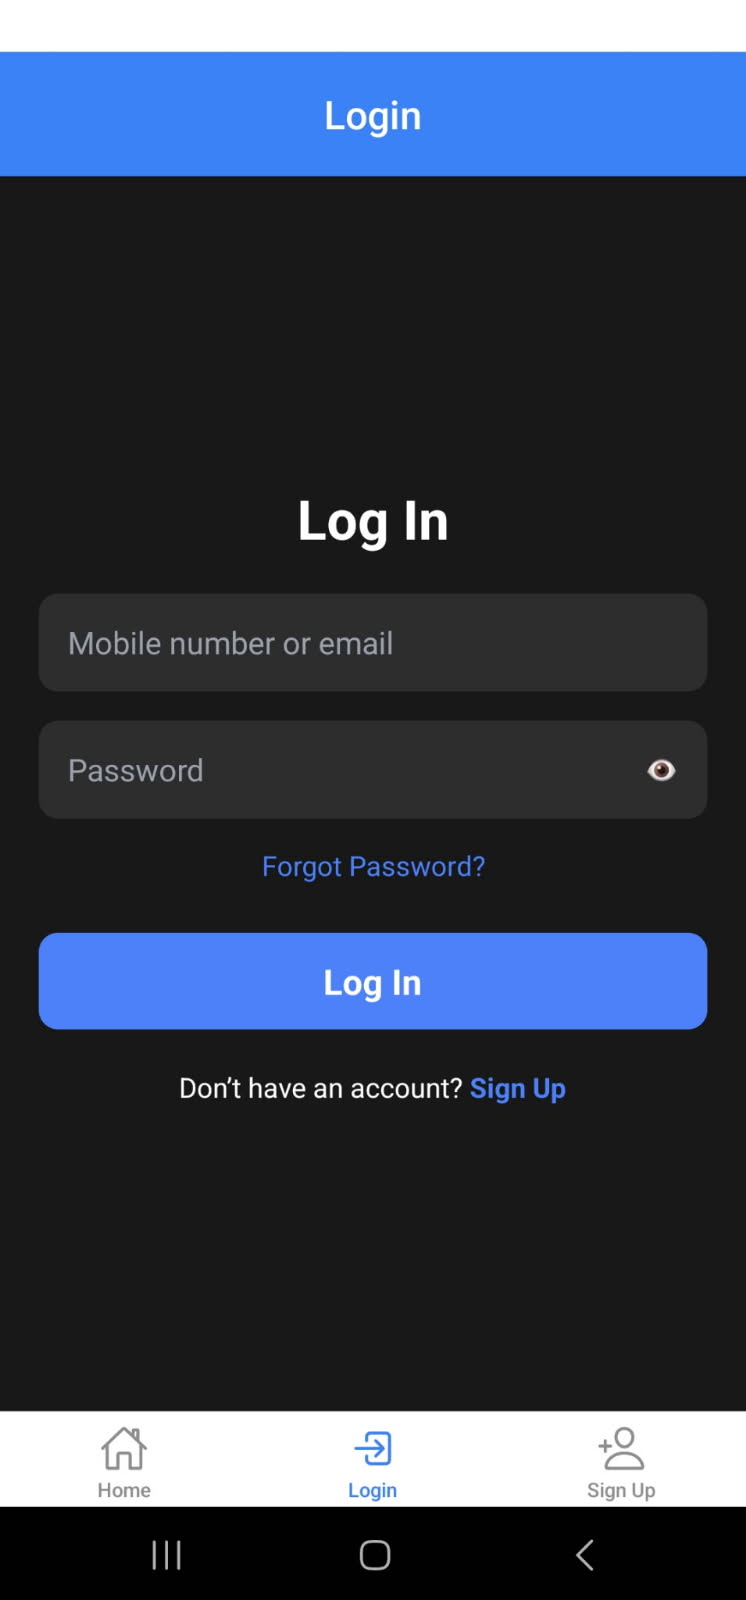 Login
Log In
Mobile number or email
Password
Forgot Password?
Log In
Don’t have an account? Sign Up
Home
Login
Sign Up